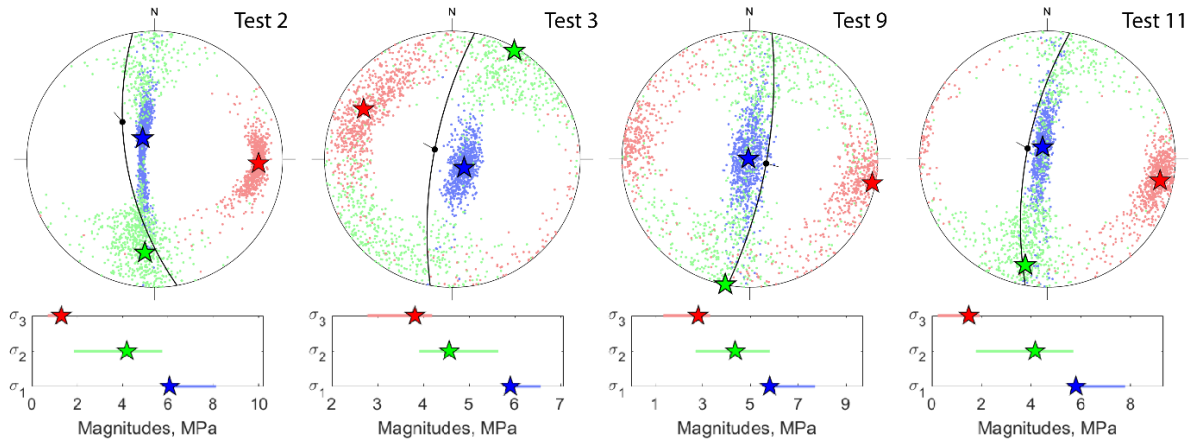 N Test 2
N Test 3
N Test 9
N Test 11
σ3
σ2
σ1
0 2 4 6 8 10
Magnitudes, MPa
σ3
σ2
σ1
2 3 4 5 6 7
Magnitudes, MPa
σ3
σ2
σ1
1 3 5 7 9
Magnitudes, MPa
σ3
σ2
σ1
0 2 4 6 8
Magnitudes, MPa